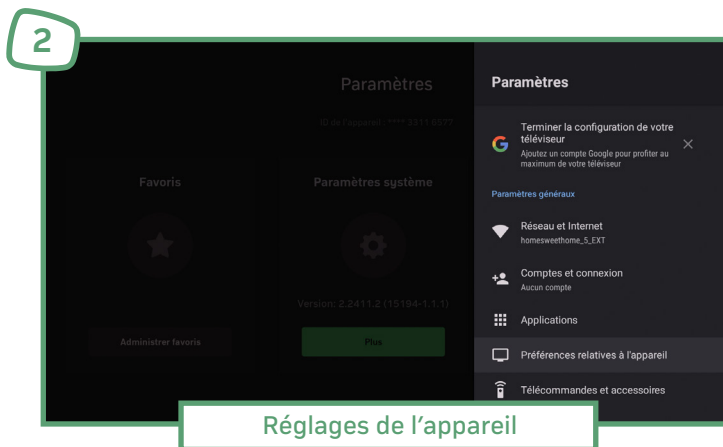 2
Paramètres
ID de l'appareil : **** 3311 6577
Favoris
Paramètres système
Version: 2.2411.2 (15194-1.1.1)
Administrer favoris
Plus
Paramètres
Terminer la configuration de votre
téléviseur
Ajoutez un compte Google pour profiter au
maximum de votre téléviseur
Paramètres généraux
Réseau et Internet
homesweethome_5_EXT
Comptes et connexion
Aucun compte
Applications
Préférences relatives à l'appareil
Télécommandes et accessoires
Réglages de l'appareil